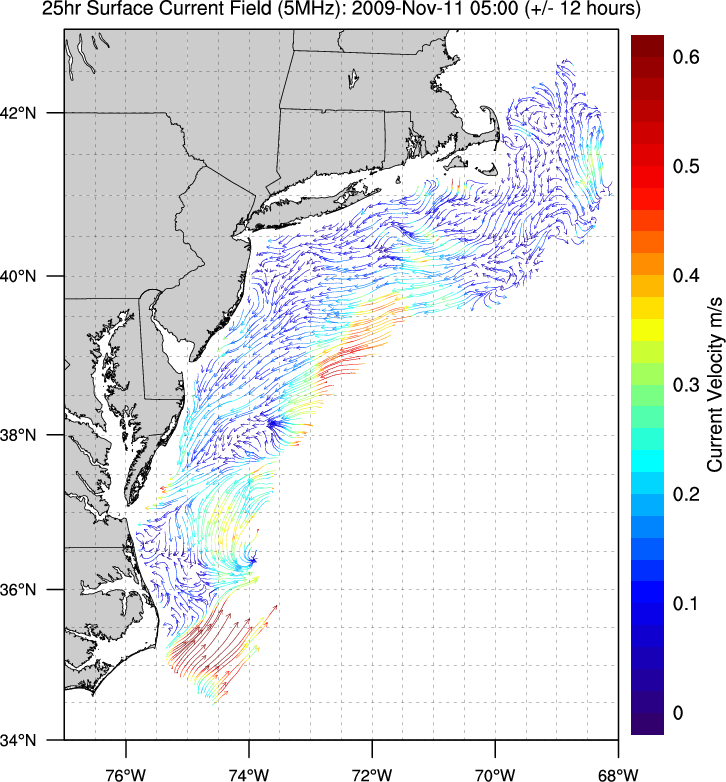 25hr Surface Current Field (5MHz): 2009-Nov-11 05:00 (+/- 12 hours)
42°N
40°N
38°N
36°N
34°N
76°W
74°W
72°W
70°W
68°W
0.6
0.5
0.4
0.3
0.2
0.1
0
Current Velocity m/s